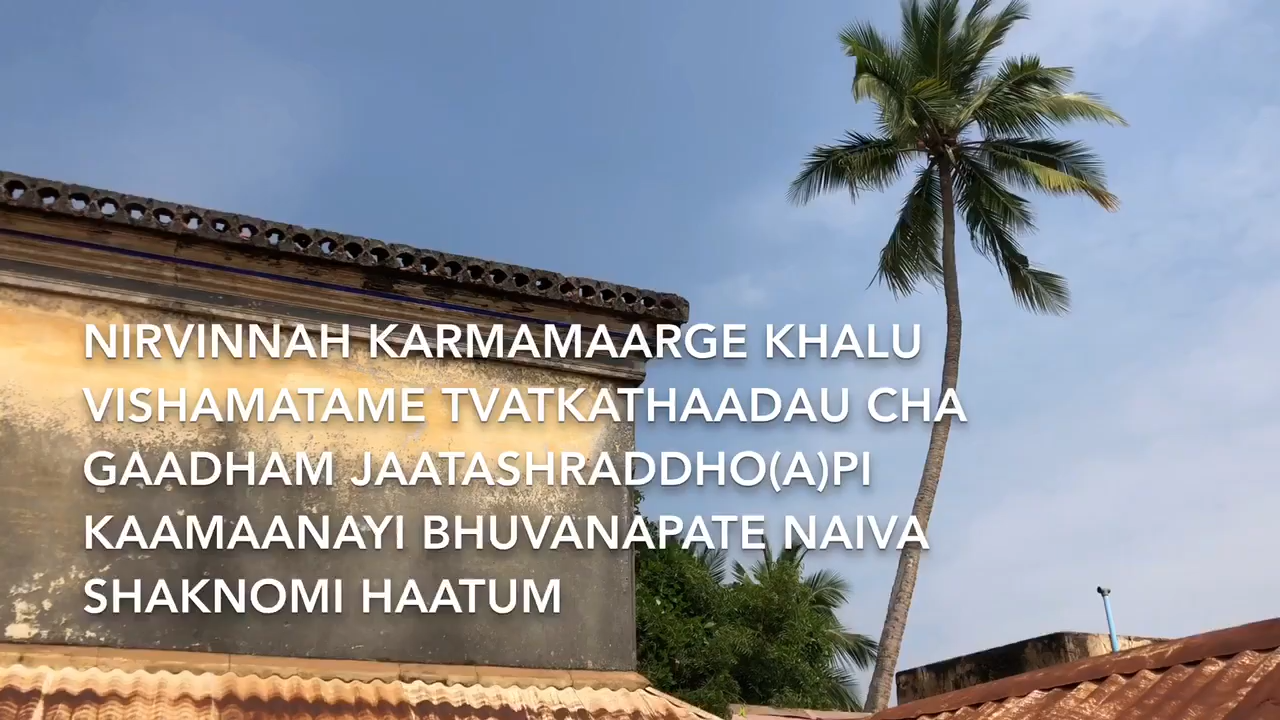 NIRVINNAH KARMAMAARGE KHALU
VISHAMATAME TVATKATHAADAU CHA
GAADHAM JAATASHRADDHO(A)PI
KAAMAANAYI BHUVANAPATE NAIVA
SHAKNOMI HAATUM